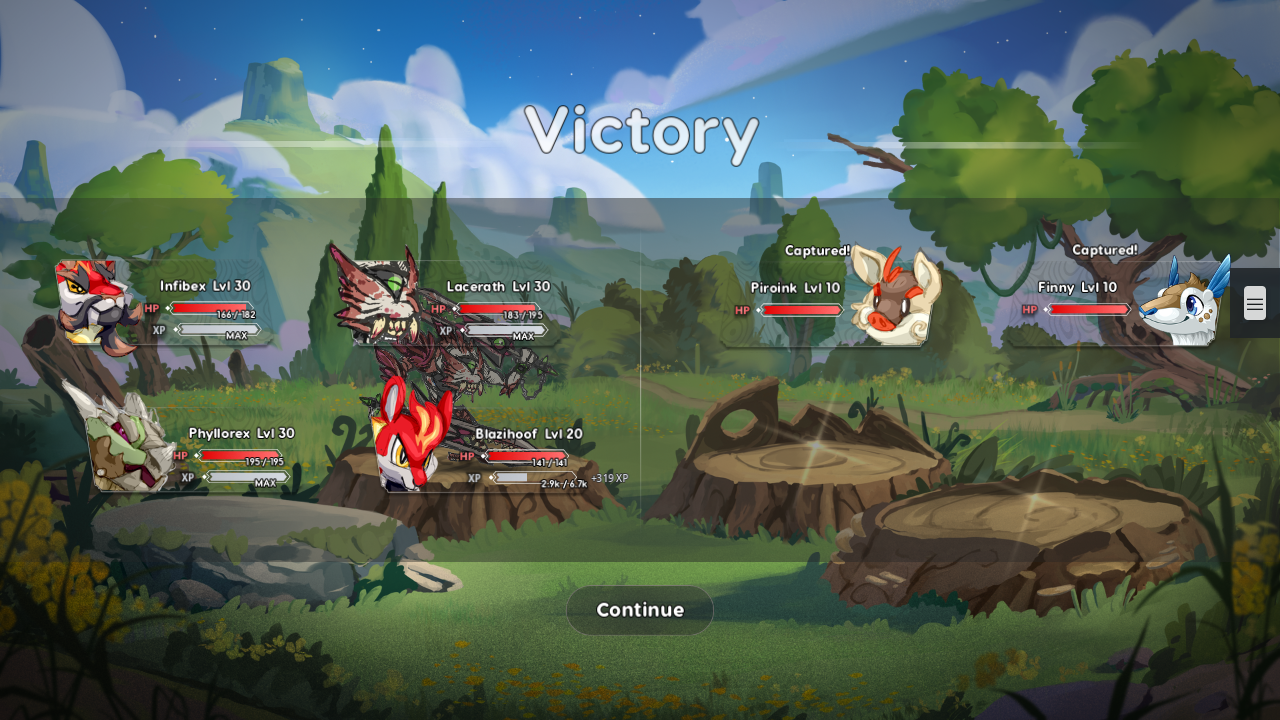 Victory
Infibex Lvl 30
HP
166 / 182
XP
MAX
Lacerath Lvl 30
HP
183 / 195
XP
MAX
Phyllorex Lvl 30
HP
195 / 195
XP
MAX
Blazihoof Lvl 20
HP
141 / 141
XP
2.9k / 6.7k
+319 XP
Captured!
Piroink Lvl 10
HP
Captured!
Finny Lvl 10
HP
Continue